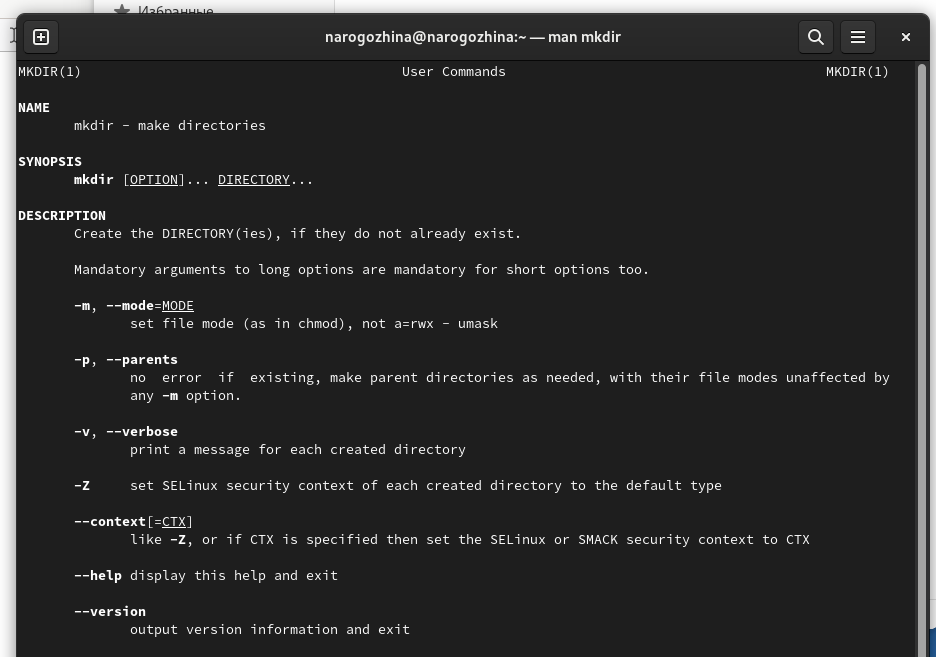 Избранные
narogozhina@narogozhina:~ — man mkdir
MKDIR(1) User Commands MKDIR(1)
NAME
mkdir - make directories
SYNOPSIS
mkdir [OPTION]... DIRECTORY...
DESCRIPTION
Create the DIRECTORY(ies), if they do not already exist.
Mandatory arguments to long options are mandatory for short options too.
-m, --mode=MODE
set file mode (as in chmod), not a=rwx - umask
-p, --parents
no error if existing, make parent directories as needed, with their file modes unaffected by
any -m option.
-v, --verbose
print a message for each created directory
-Z set SELinux security context of each created directory to the default type
--context[=CTX]
like -Z, or if CTX is specified then set the SELinux or SMACK security context to CTX
--help display this help and exit
--version
output version information and exit